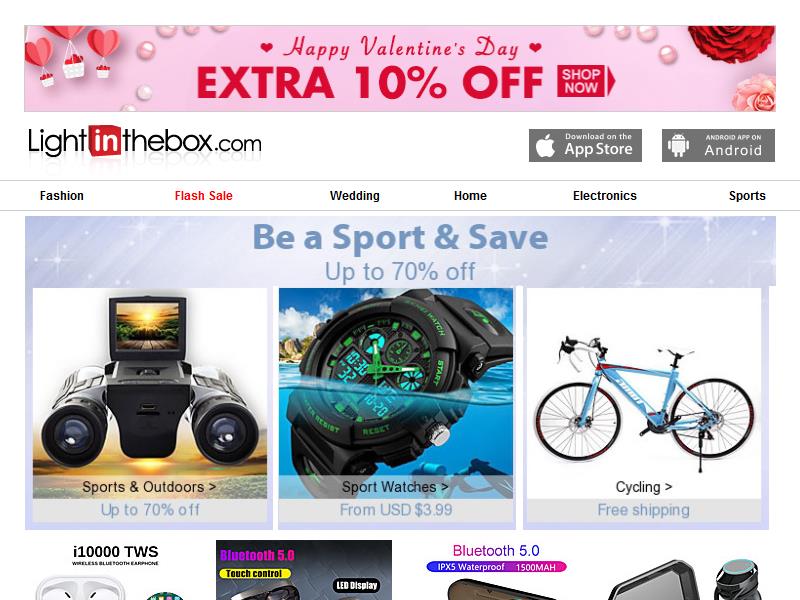 Happy Valentine's Day
EXTRA 10% OFF
SHOP
NOW
Lightinthebox.com
Download on the
App Store
ANDROID APP ON
Android
Fashion
Flash Sale
Wedding
Home
Electronics
Sports
Be a Sport & Save
Up to 70% off
START
RESET
Sports & Outdoors >
Sport Watches >
Cycling >
Up to 70% off
From USD $3.99
Free shipping
i10000 TWS
WIRELESS BLUETOOTH EARPHONE
Bluetooth 5.0
Touch control
LED Display
Bluetooth 5.0
IPX5 Waterproof
1500MAH